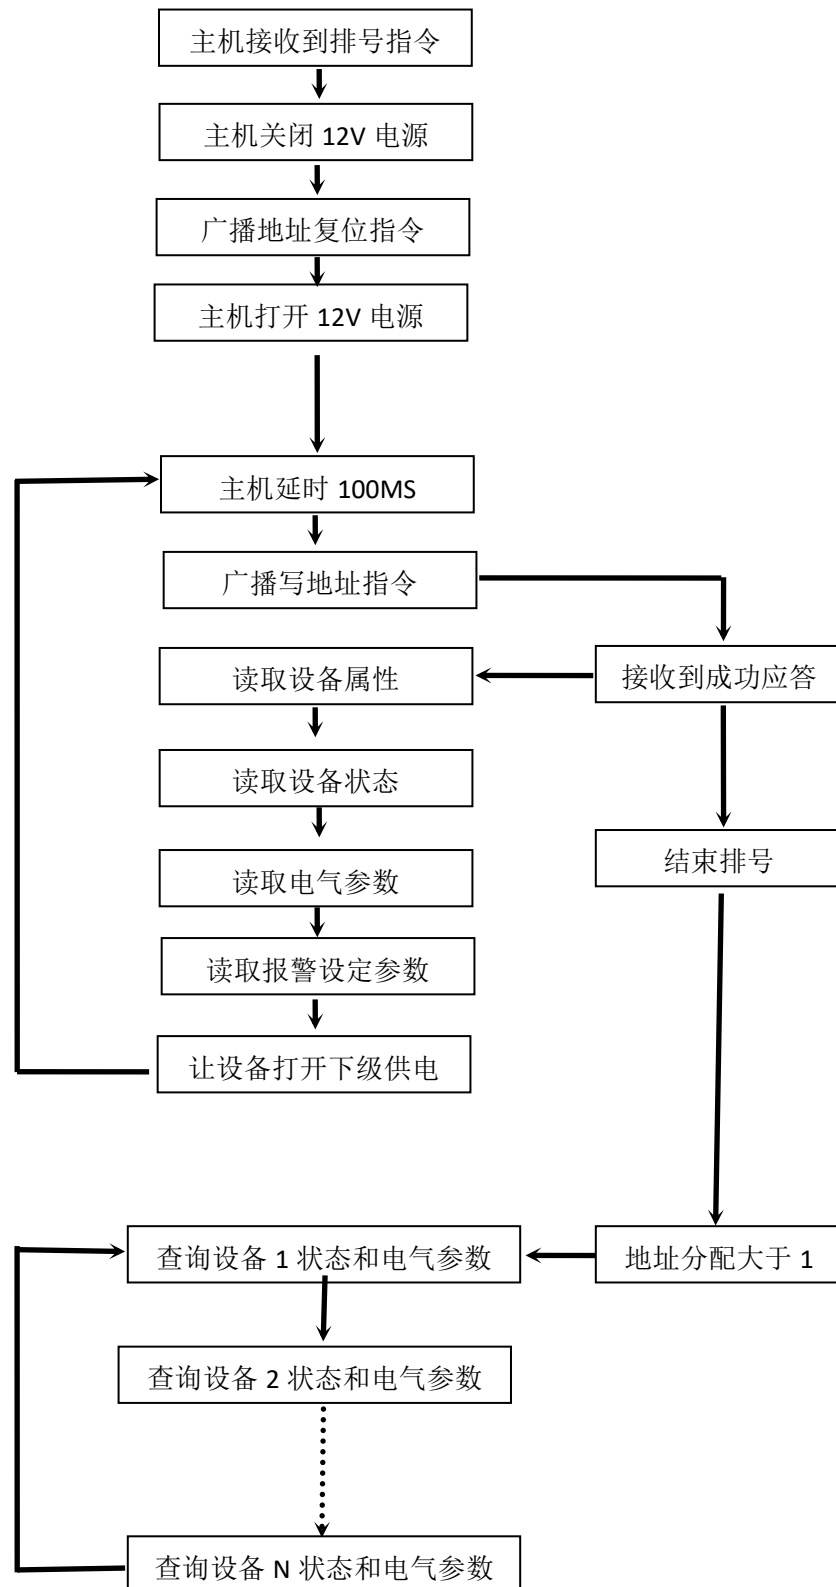 主机接收到排号指令
主机关闭 12V 电源
广播地址复位指令
主机打开 12V 电源
主机延时 100MS
广播写地址指令
读取设备属性
接收到成功应答
读取设备状态
结束排号
读取电气参数
读取报警设定参数
让设备打开下级供电
查询设备 1 状态和电气参数
地址分配大于 1
查询设备 2 状态和电气参数
查询设备 N 状态和电气参数